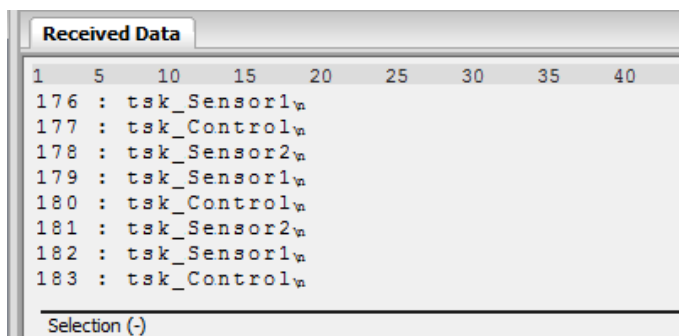 Received Data
1 5 10 15 20 25 30 35 40
176 : tsk_Sensor1\n
177 : tsk_Control\n
178 : tsk_Sensor2\n
179 : tsk_Sensor1\n
180 : tsk_Control\n
181 : tsk_Sensor2\n
182 : tsk_Sensor1\n
183 : tsk_Control\n
Selection (-)